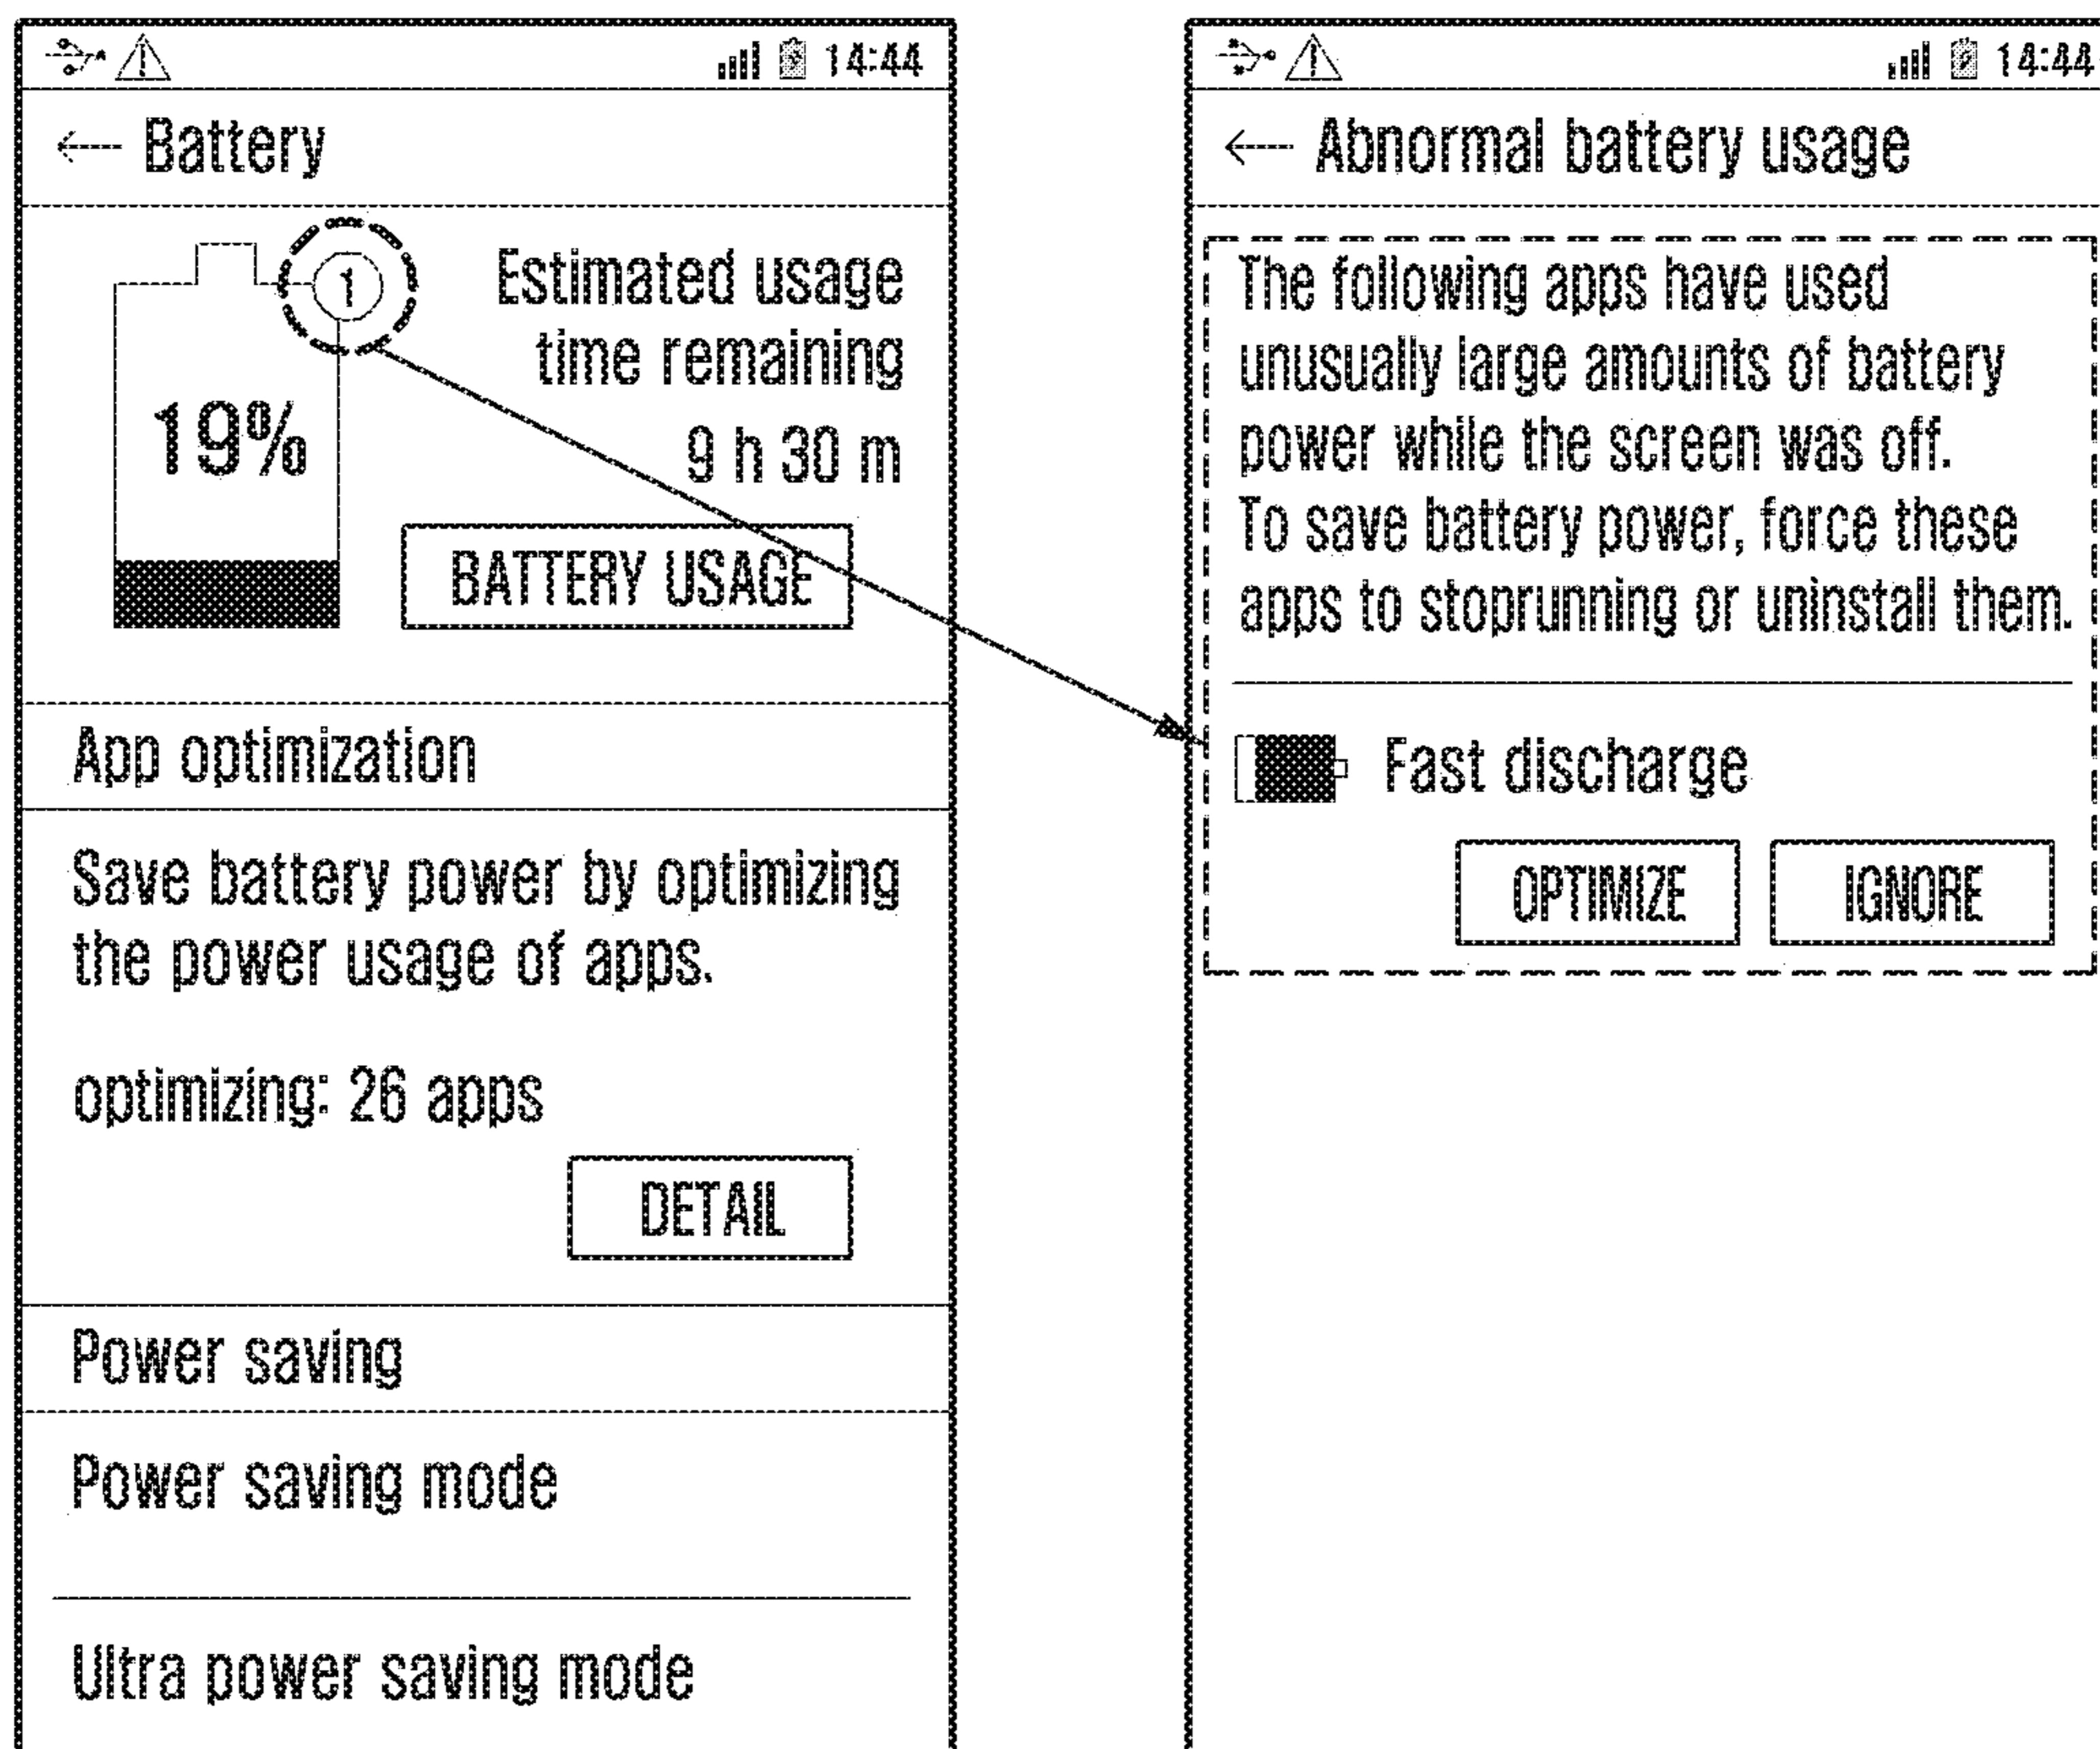 14:44
Battery
1
Estimated usage
time remaining
19%
9 h 30 m
BATTERY USAGE
App optimization
Save battery power by optimizing
the power usage of apps.
optimizing: 26 apps
DETAIL
Power saving
Power saving mode
Ultra power saving mode
14:44
Abnormal battery usage
The following apps have used
unusually large amounts of battery
power while the screen was off.
To save battery power, force these
apps to stoprunning or uninstall them.
Fast discharge
OPTIMIZE
IGNORE